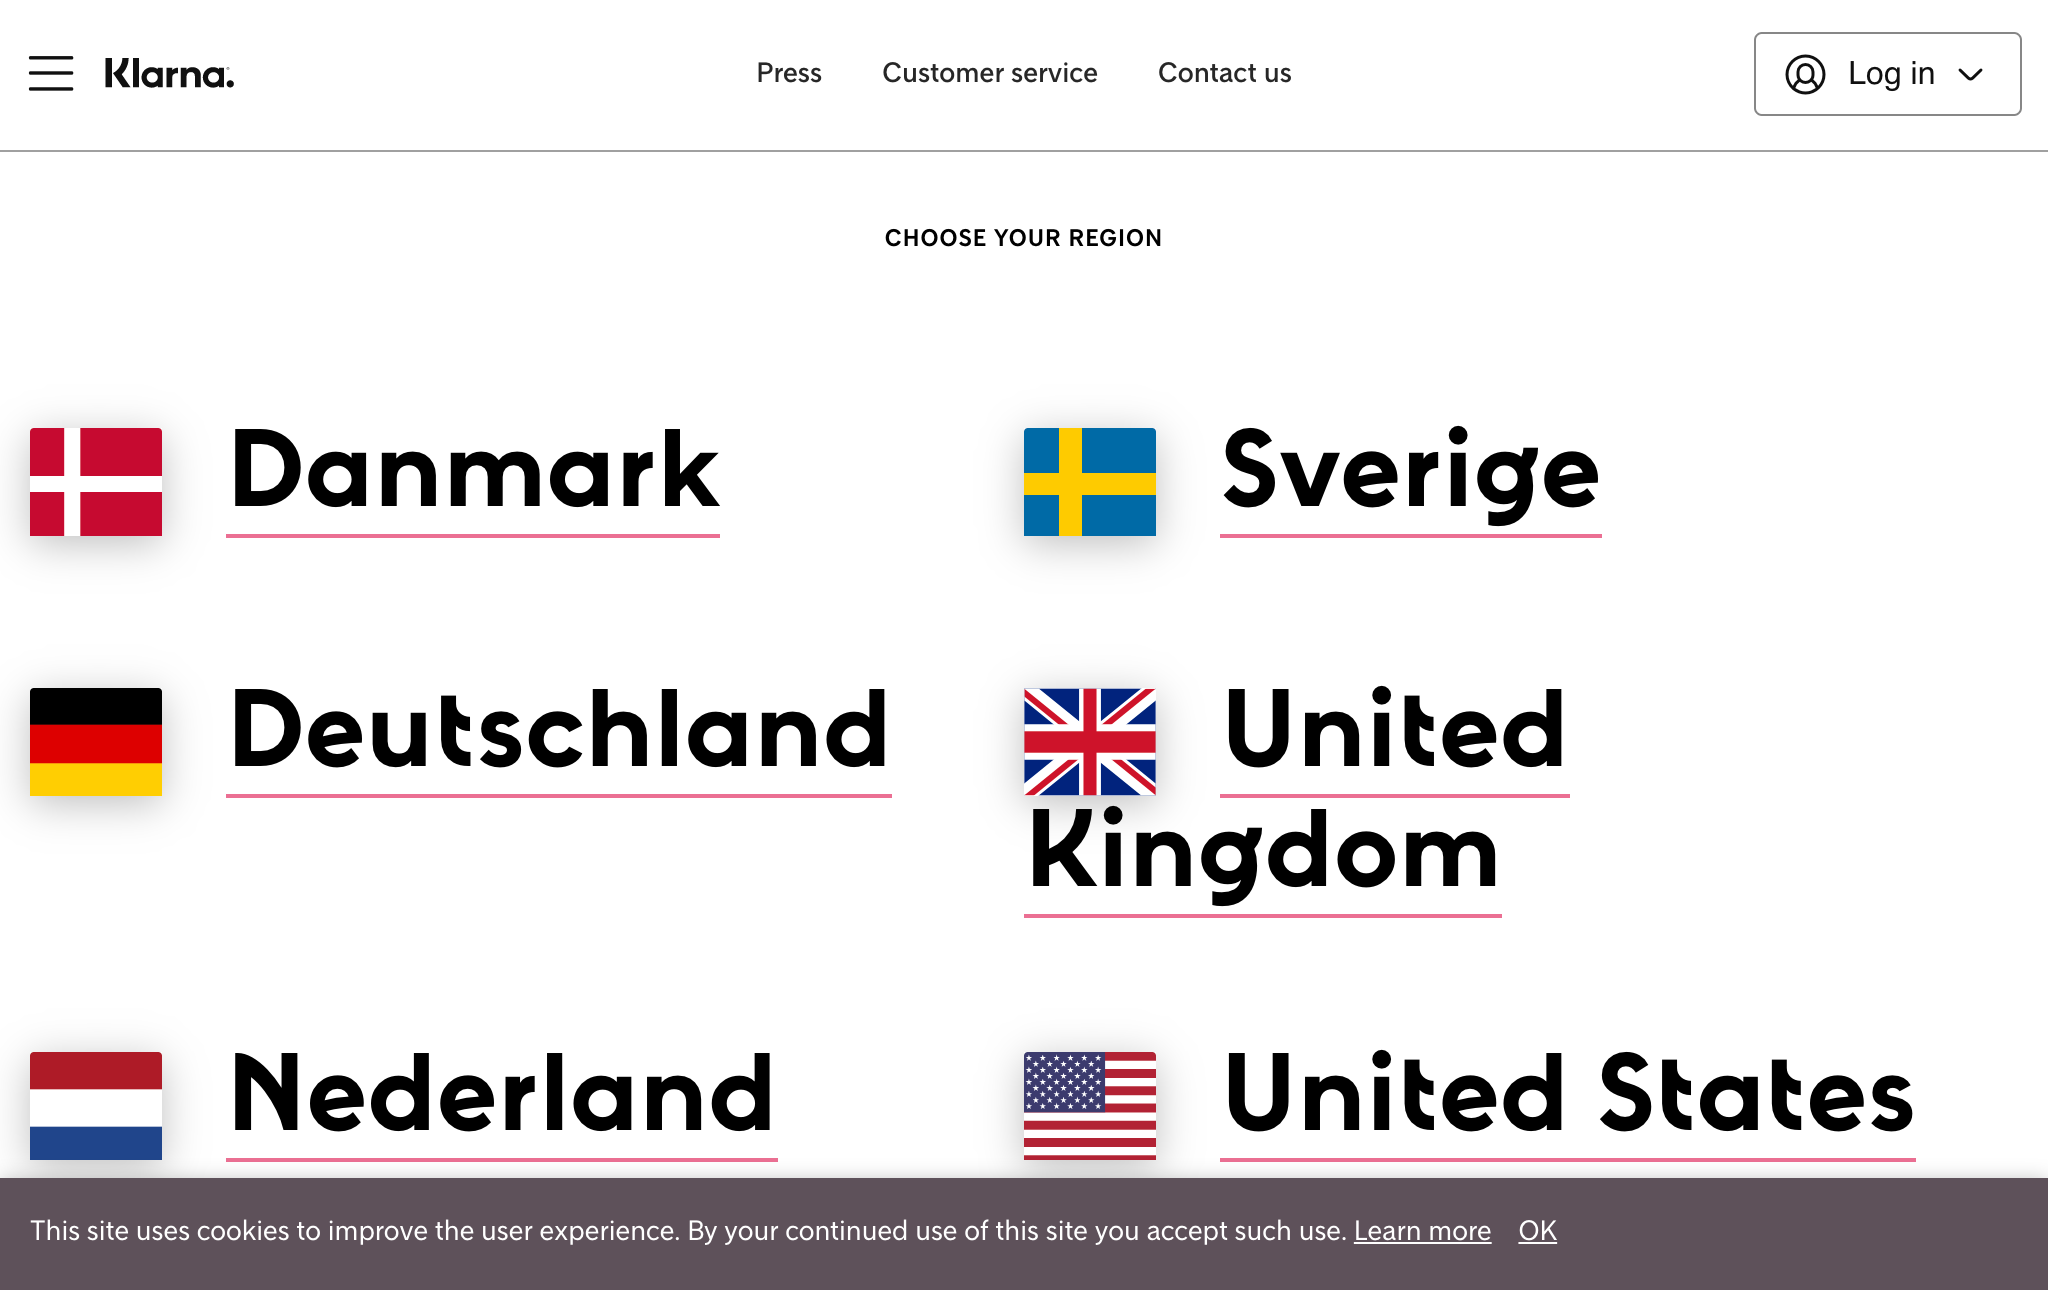 Klarna.
Press
Customer service
Contact us
Log in
CHOOSE YOUR REGION
Danmark
Sverige
Deutschland
United
Kingdom
Nederland
United States
This site uses cookies to improve the user experience. By your continued use of this site you accept such use. Learn more OK